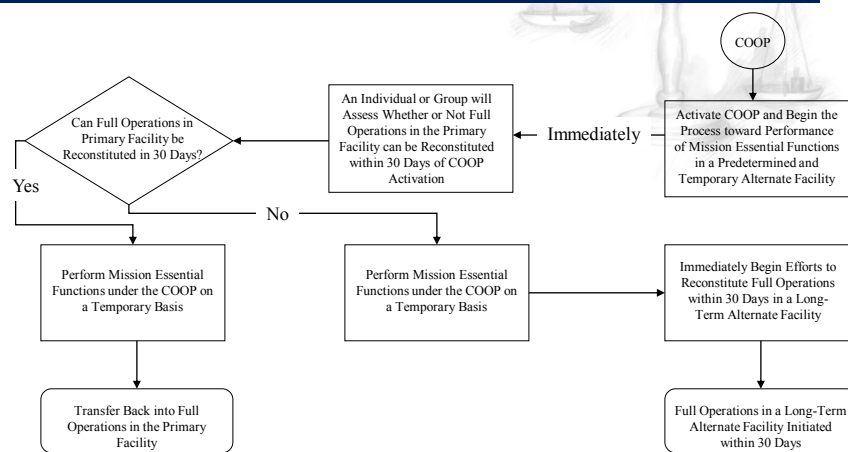 COOP
Activate COOP and Begin the
Process toward Performance
of Mission Essential Functions
in a Predetermined and
Temporary Alternate Facility
Immediately
An Individual or Group will
Assess Whether or Not Full
Operations in the Primary
Facility can be Reconstituted
within 30 Days of COOP
Activation
Can Full Operations in
Primary Facility be
Reconstituted in 30 Days?
Yes
No
Perform Mission Essential
Functions under the COOP on
a Temporary Basis
Transfer Back into Full
Operations in the Primary
Facility
Perform Mission Essential
Functions under the COOP on
a Temporary Basis
Immediately Begin Efforts to
Reconstitute Full Operations
within 30 Days in a Long-
Term Alternate Facility
Full Operations in a Long-Term
Alternate Facility Initiated
within 30 Days